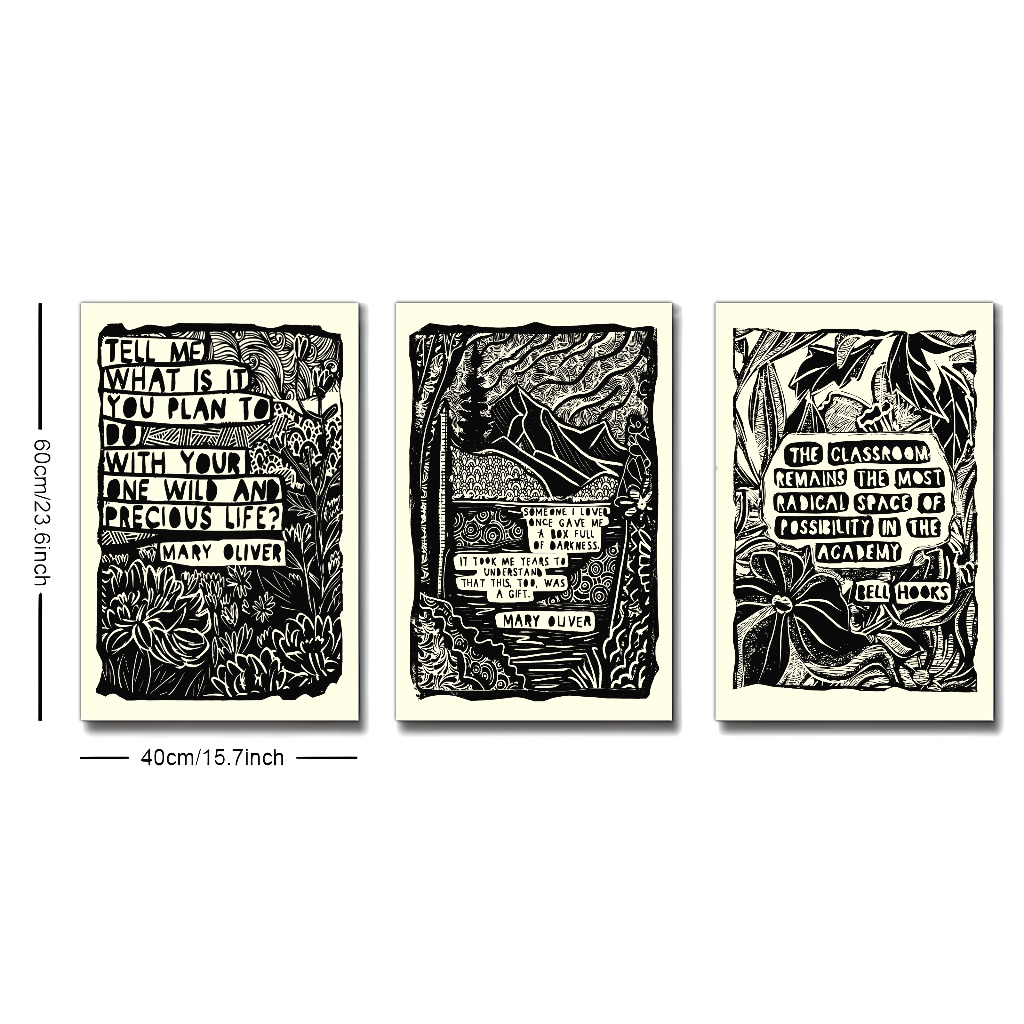 TELL ME
WHAT IS IT
YOU PLAN TO
DO
WITH YOUR
ONE WILD AND
PRECIOUS LIFE?
MARY OLIVER
SOMEONE I LOVED
ONCE GAVE ME
A BOX FULL
OF DARKNESS.
IT TOOK ME YEARS TO
UNDERSTAND
THAT THIS, TOO, WAS
A GIFT.
MARY OLIVER
THE CLASSROOM
REMAINS THE MOST
RADICAL SPACE OF
POSSIBILITY IN THE
ACADEMY
BELL HOOKS
60cm/23.6inch
40cm/15.7inch